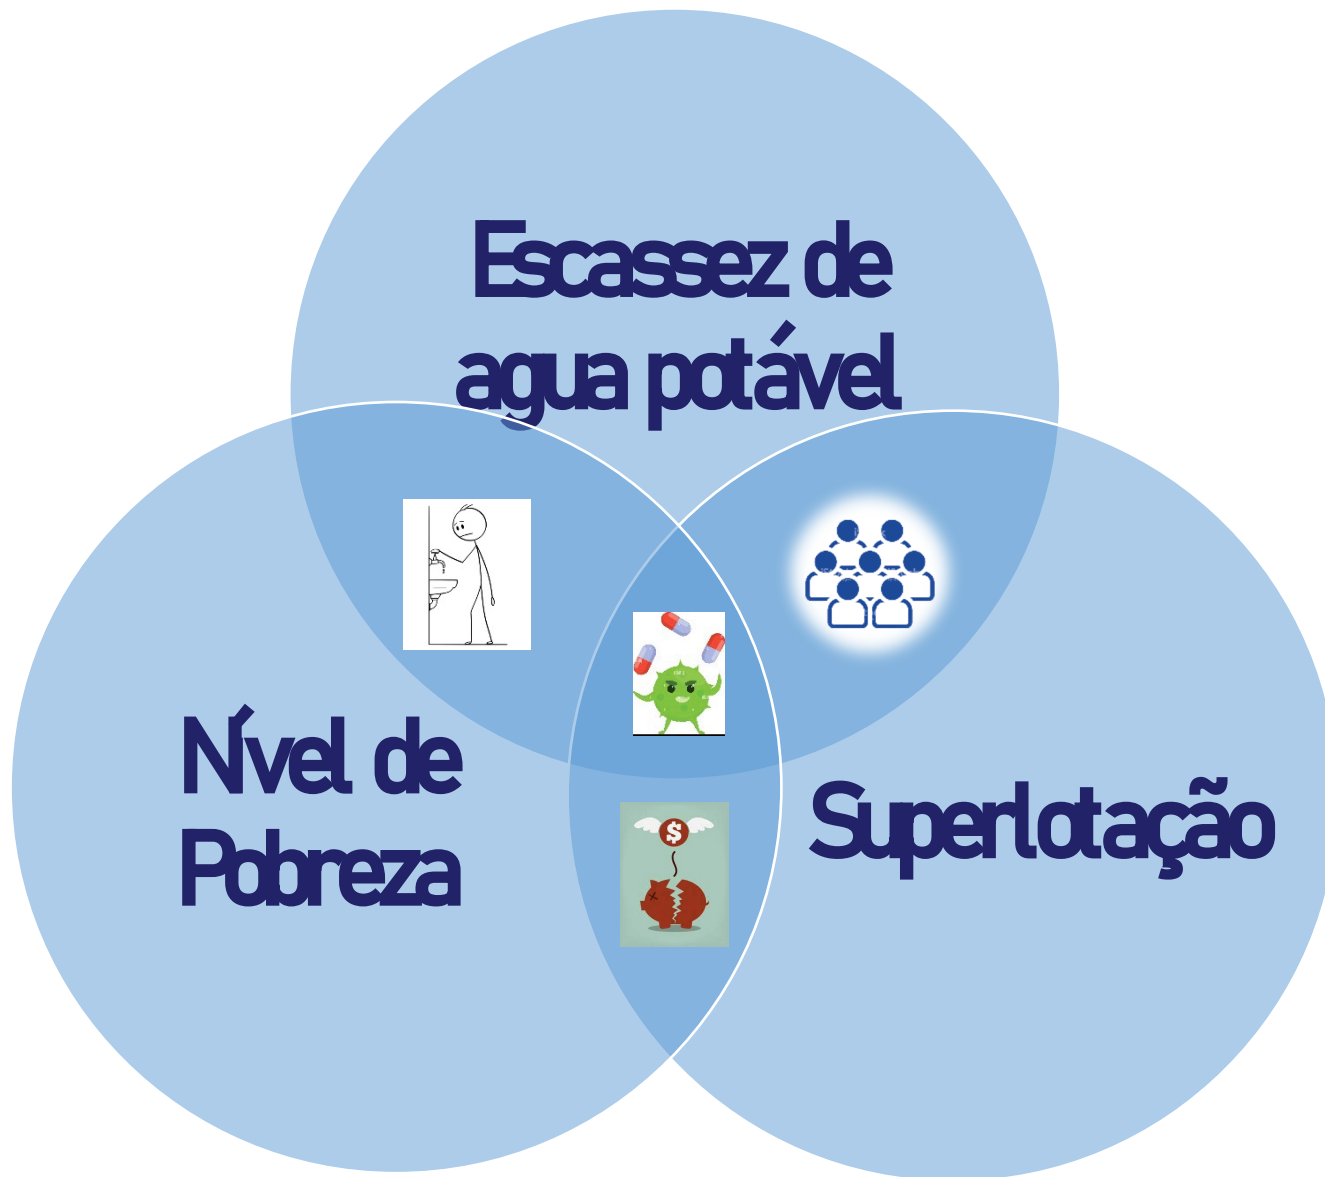 Escassez de
agua potável
Nível de
Pobreza
Superlotação
$